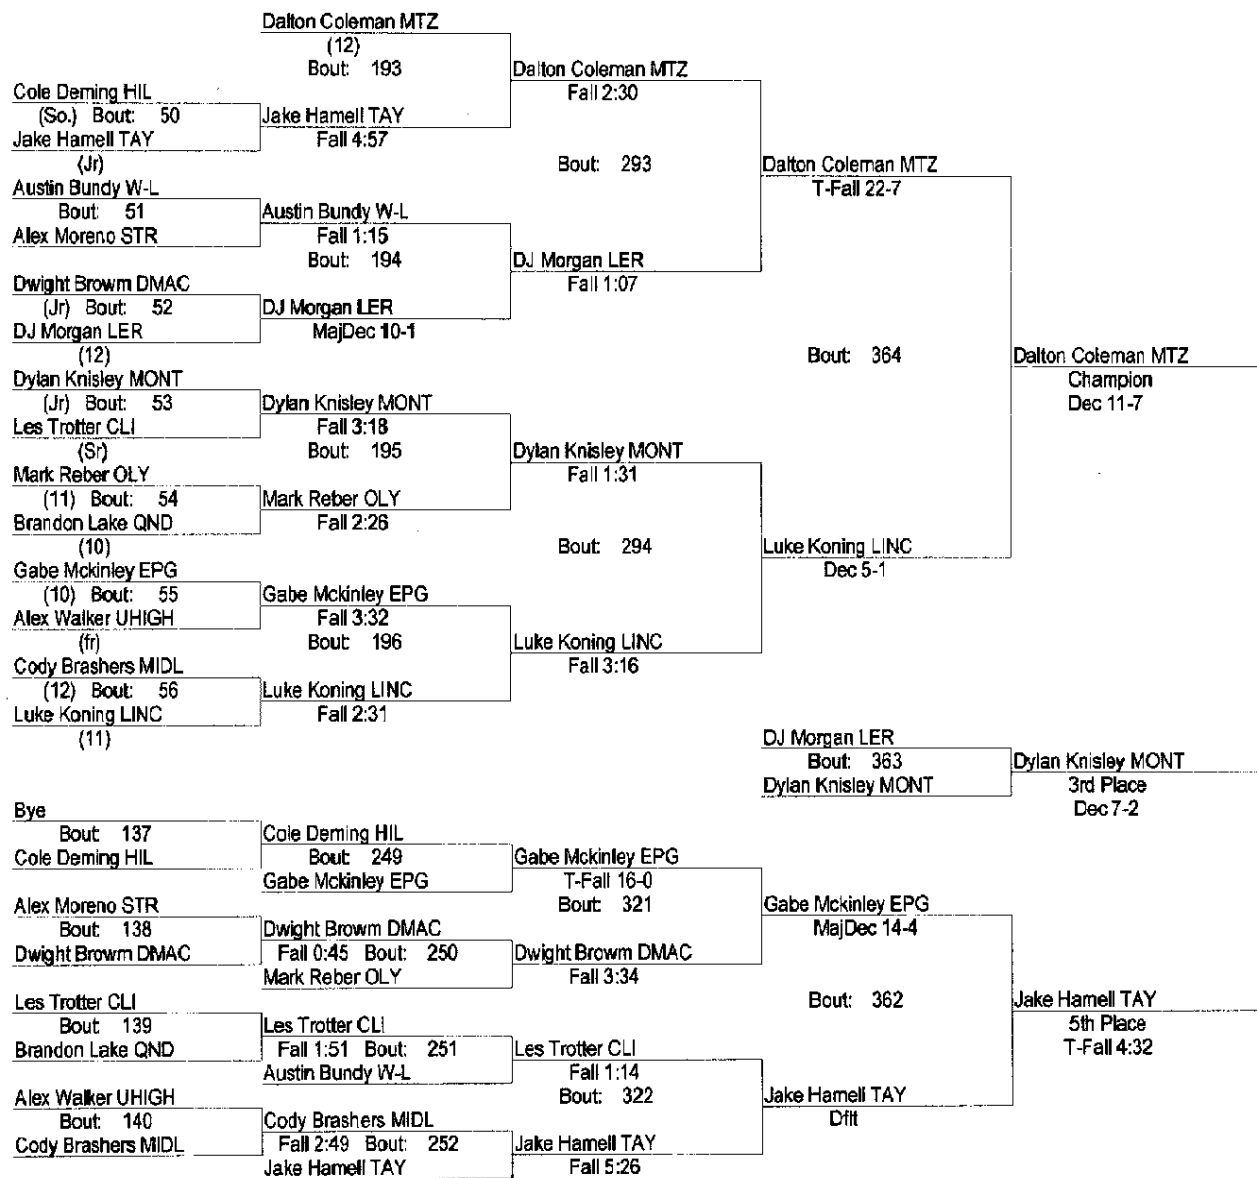 Dalton Coleman MTZ
(12)
Bout: 193
Dalton Coleman MTZ
Fall 2:30
Cole Deming HIL
(So.) Bout: 50
Jake Hamell TAY
(Jr)
Jake Hamell TAY
Fall 4:57
Bout: 293
Dalton Coleman MTZ
T-Fall 22-7
Austin Bundy W-L
Bout: 51
Alex Moreno STR
Austin Bundy W-L
Fall 1:15
Bout: 194
DJ Morgan LER
Fall 1:07
Dwight Browm DMAC
(Jr) Bout: 52
DJ Morgan LER
(12)
DJ Morgan LER
MajDec 10-1
Bout: 364
Dalton Coleman MTZ
Champion
Dec 11-7
Dylan Knisley MONT
(Jr) Bout: 53
Les Trotter CLI
(Sr)
Dylan Knisley MONT
Fall 3:18
Bout: 195
Dylan Knisley MONT
Fall 1:31
Mark Reber OLY
(11) Bout: 54
Brandon Lake QND
(10)
Mark Reber OLY
Fall 2:26
Bout: 294
Luke Koning LINC
Dec 5-1
Gabe Mckinley EPG
(10) Bout: 55
Alex Walker UHIGH
(fr)
Gabe Mckinley EPG
Fall 3:32
Bout: 196
Luke Koning LINC
Fall 3:16
Cody Brashers MIDL
(12) Bout: 56
Luke Koning LINC
(11)
Luke Koning LINC
Fall 2:31
DJ Morgan LER
Bout: 363
Dylan Knisley MONT
Dylan Knisley MONT
3rd Place
Dec 7-2
Bye
Bout: 137
Cole Deming HIL
Cole Deming HIL
Bout: 249
Gabe Mckinley EPG
Gabe Mckinley EPG
T-Fall 16-0
Bout: 321
Gabe Mckinley EPG
MajDec 14-4
Alex Moreno STR
Bout: 138
Dwight Browm DMAC
Dwight Browm DMAC
Fall 0:45 Bout: 250
Mark Reber OLY
Dwight Browm DMAC
Fall 3:34
Bout: 362
Jake Hamell TAY
5th Place
T-Fall 4:32
Les Trotter CLI
Bout: 139
Brandon Lake QND
Les Trotter CLI
Fall 1:51 Bout: 251
Austin Bundy W-L
Les Trotter CLI
Fall 1:14
Bout: 322
Jake Hamell TAY
Dflt
Alex Walker UHIGH
Bout: 140
Cody Brashers MIDL
Cody Brashers MIDL
Fall 2:49 Bout: 252
Jake Hamell TAY
Jake Hamell TAY
Fall 5:26